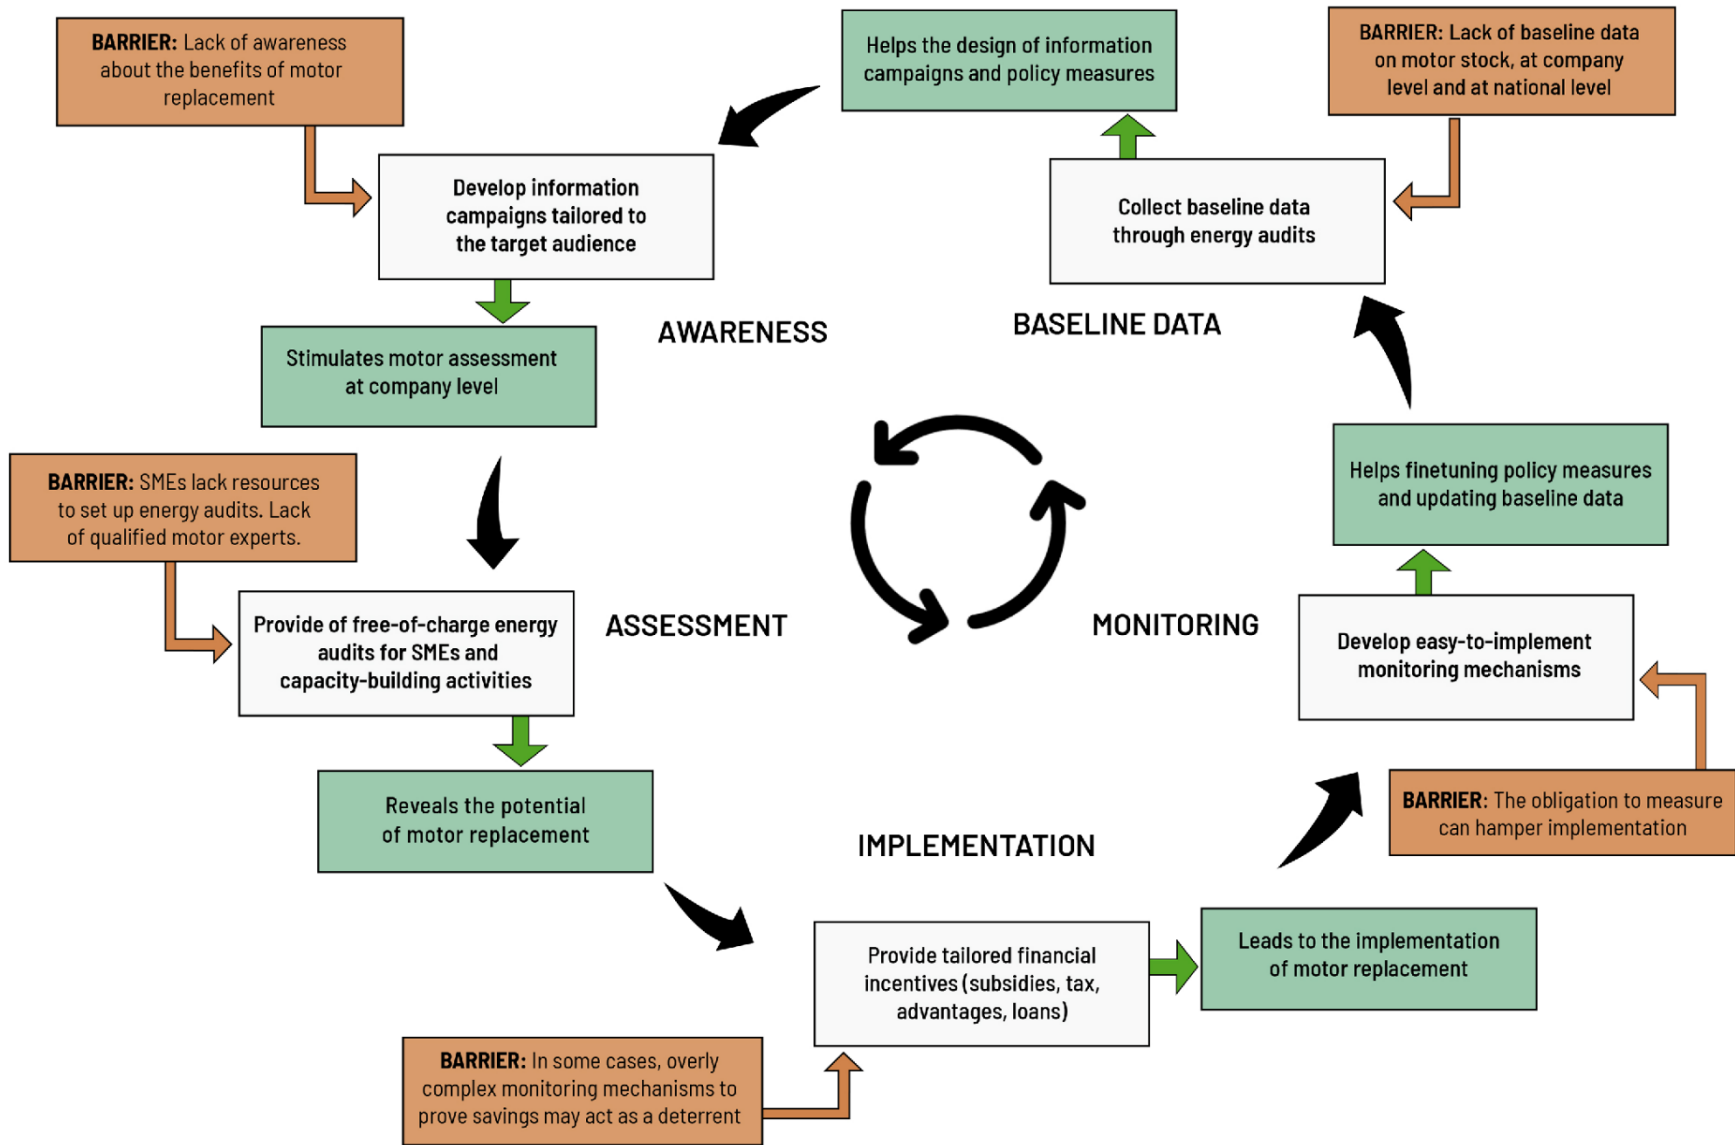 BARRIER: Lack of awareness
about the benefits of motor
replacement
Helps the design of information
campaigns and policy measures
BARRIER: Lack of baseline data
on motor stock, at company
level and at national level
Develop information
campaigns tailored to
the target audience
Collect baseline data
through energy audits
AWARENESS
BASELINE DATA
Stimulates motor assessment
at company level
BARRIER: SMEs lack resources
to set up energy audits. Lack
of qualified motor experts.
Helps finetuning policy measures
and updating baseline data
Provide of free-of-charge energy
audits for SMEs and
capacity-building activities
ASSESSMENT
MONITORING
Develop easy-to-implement
monitoring mechanisms
Reveals the potential
of motor replacement
BARRIER: The obligation to measure
can hamper implementation
IMPLEMENTATION
Provide tailored financial
incentives (subsidies, tax,
advantages, loans)
Leads to the implementation
of motor replacement
BARRIER: In some cases, overly
complex monitoring mechanisms to
prove savings may act as a deterrent